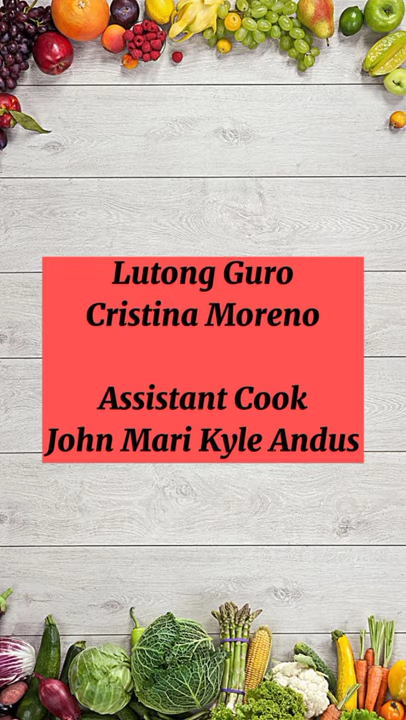 Lutong Guro
Cristina Moreno
Assistant Cook
John Mari Kyle Andus